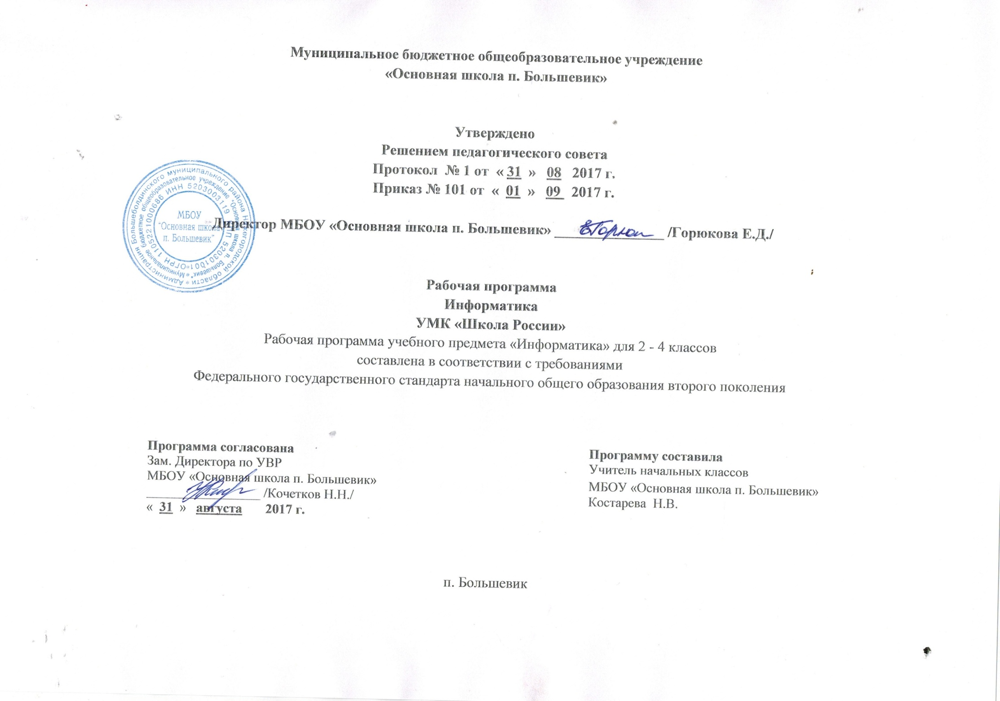 Муниципальное бюджетное общеобразовательное учреждение
«Основная школа п. Большевик»
Утверждено
Решением педагогического совета
Протокол № 1 от « 31 » 08 2017 г.
Приказ № 101 от « 01 » 09 2017 г.
Директор МБОУ «Основная школа п. Большевик» ______________ /Горюкова Е.Д./
Администрация Большеболдинского муниципального района Нижегородской области *
Муниципальное бюджетное общеобразовательное учреждение "Основная школа п. Большевик" *
ОГРН 1105221000686 ИНН 5203003119 КПП 520301001 *
МБОУ
"Основная школа
п. Большевик"
Рабочая программа
Информатика
УМК «Школа России»
Рабочая программа учебного предмета «Информатика» для 2 - 4 классов
составлена в соответствии с требованиями
Федерального государственного стандарта начального общего образования второго поколения
Программа согласована
Зам. Директора по УВР
МБОУ «Основная школа п. Большевик»
________________ /Кочетков Н.Н./
« 31 » августа 2017 г.
Программу составила
Учитель начальных классов
МБОУ «Основная школа п. Большевик»
Костарева Н.В.
п. Большевик